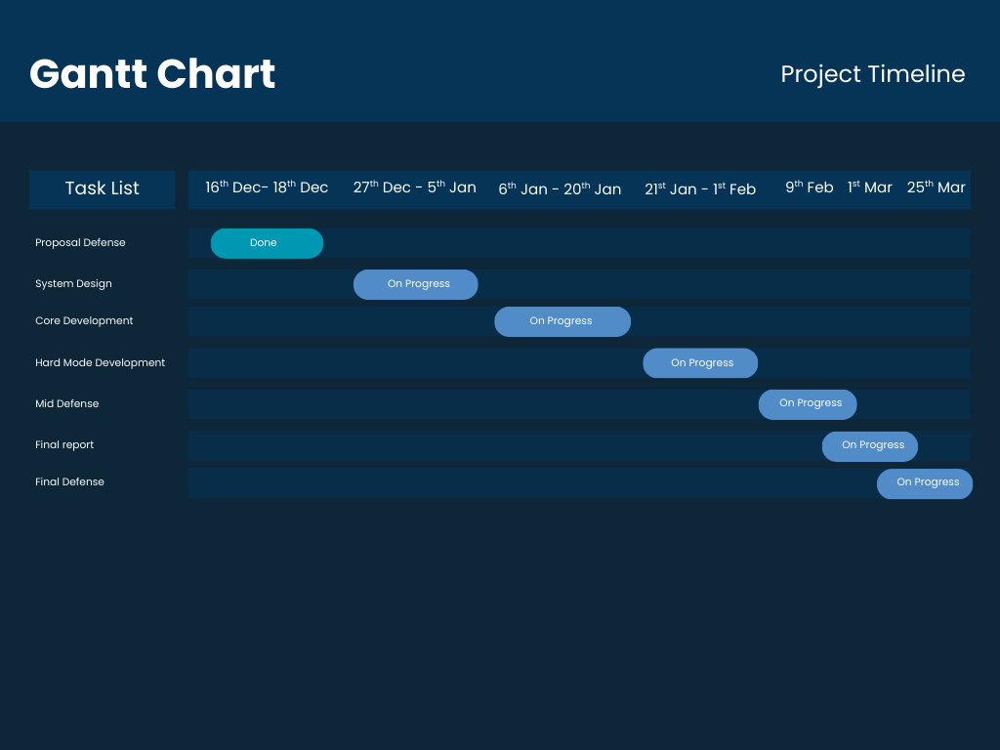 Gantt Chart
Project Timeline
Task List
16th Dec- 18th Dec
27th Dec - 5th Jan
6th Jan - 20th Jan
21st Jan - 1st Feb
9th Feb
1st Mar
25th Mar
Proposal Defense
Done
System Design
On Progress
Core Development
On Progress
Hard Mode Development
On Progress
Mid Defense
On Progress
Final report
On Progress
Final Defense
On Progress